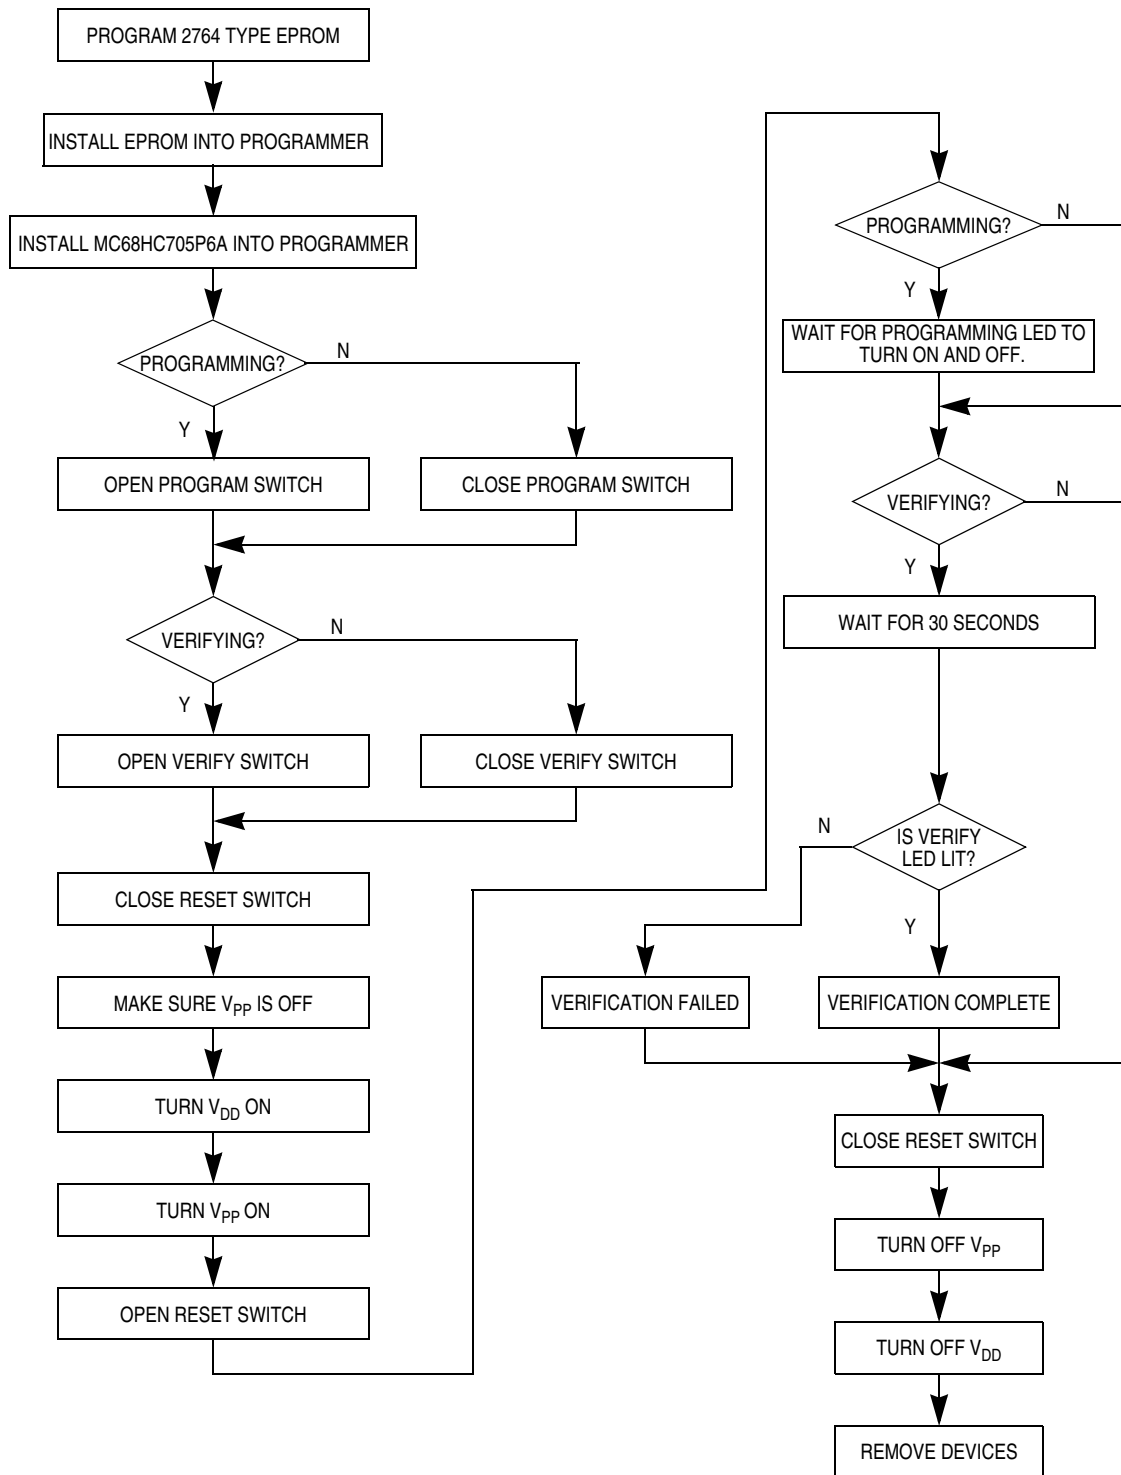 PROGRAM 2764 TYPE EPROM
INSTALL EPROM INTO PROGRAMMER
INSTALL MC68HC705P6A INTO PROGRAMMER
PROGRAMMING?
N
Y
OPEN PROGRAM SWITCH
CLOSE PROGRAM SWITCH
VERIFYING?
N
Y
OPEN VERIFY SWITCH
CLOSE VERIFY SWITCH
CLOSE RESET SWITCH
MAKE SURE VPP IS OFF
TURN VDD ON
TURN VPP ON
OPEN RESET SWITCH
PROGRAMMING?
N
Y
WAIT FOR PROGRAMMING LED TO
TURN ON AND OFF.
VERIFYING?
N
Y
WAIT FOR 30 SECONDS
IS VERIFY
LED LIT?
N
Y
VERIFICATION FAILED
VERIFICATION COMPLETE
CLOSE RESET SWITCH
TURN OFF VPP
TURN OFF VDD
REMOVE DEVICES